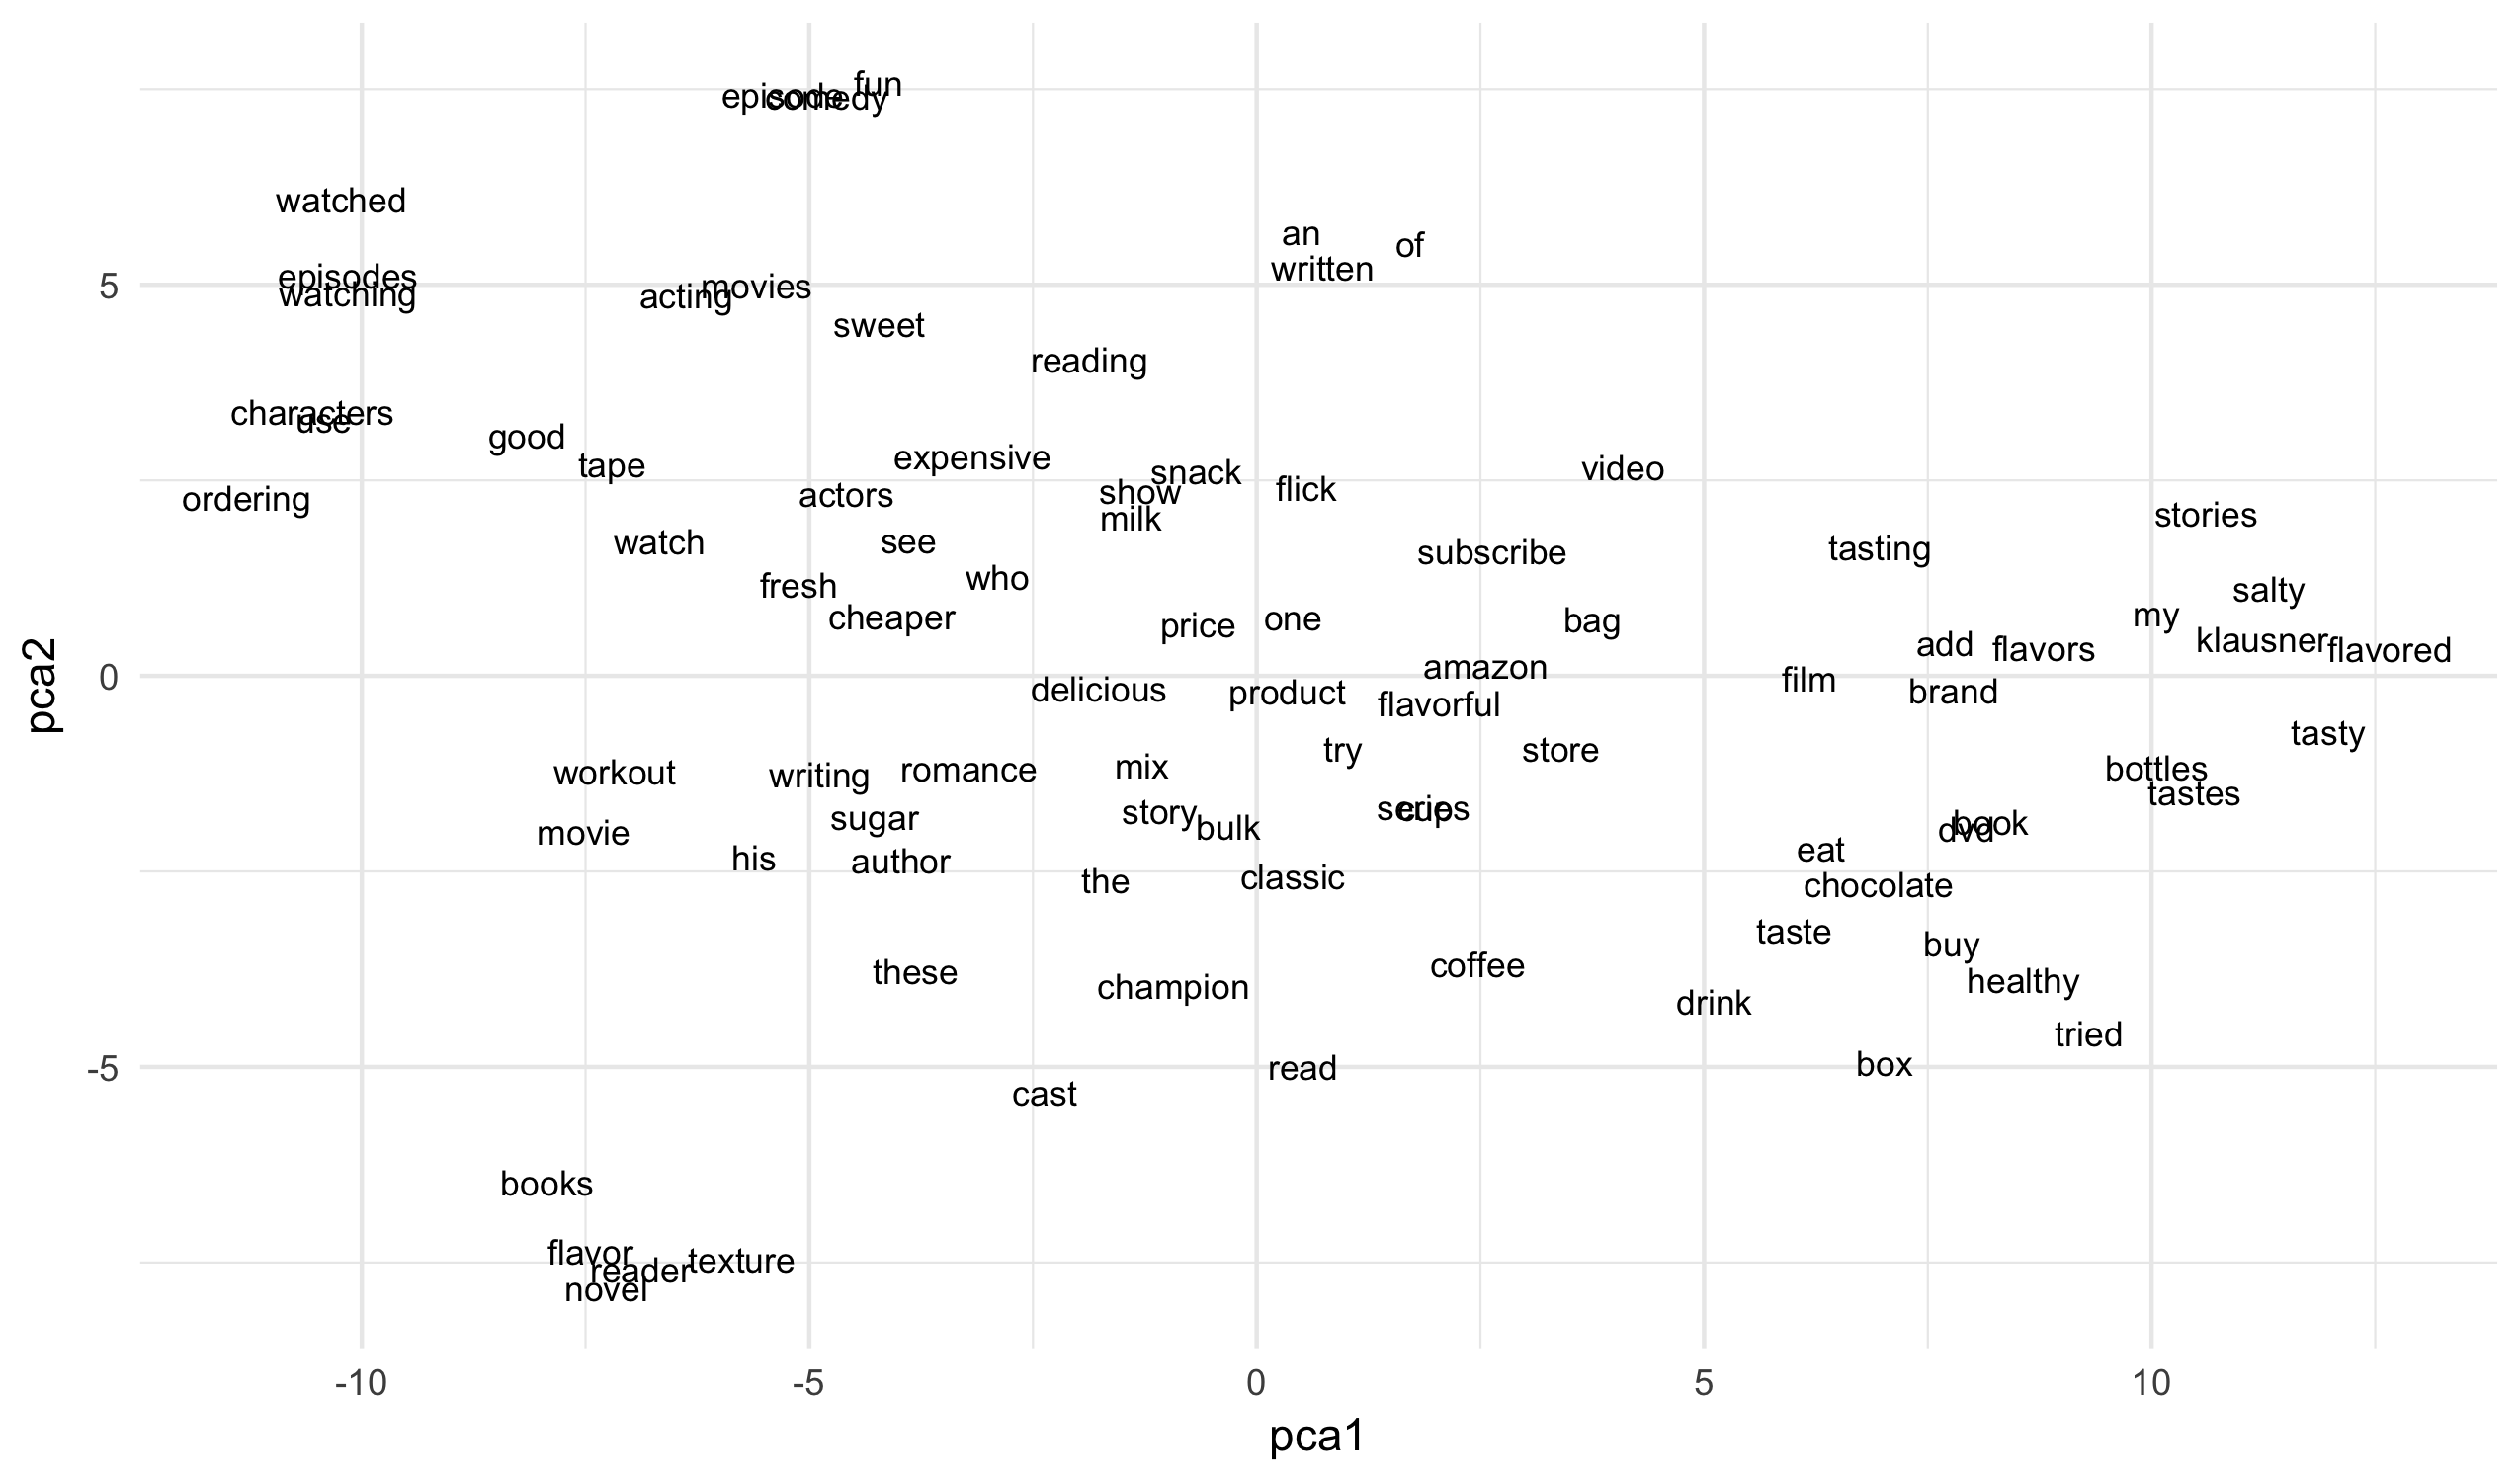 fun
episode
comedy
watched
an
of
written
episodes
watching
movies
acting
5
sweet
reading
characters
use
good
tape
expensive
snack
video
show
flick
actors
ordering
milk
stories
watch
see
subscribe
tasting
who
fresh
salty
cheaper
price
one
bag
my
add
flavors
klausner
flavored
0
amazon
film
delicious
product
brand
flavorful
try
store
tasty
workout
writing
romance
mix
bottles
tastes
story
series
cup
sugar
bulk
movie
book
dvd
his
author
eat
the
classic
chocolate
taste
buy
these
coffee
champion
healthy
drink
tried
-5
read
box
cast
books
flavor
texture
reader
novel
-10
-5
0
5
10
pca1
pca2